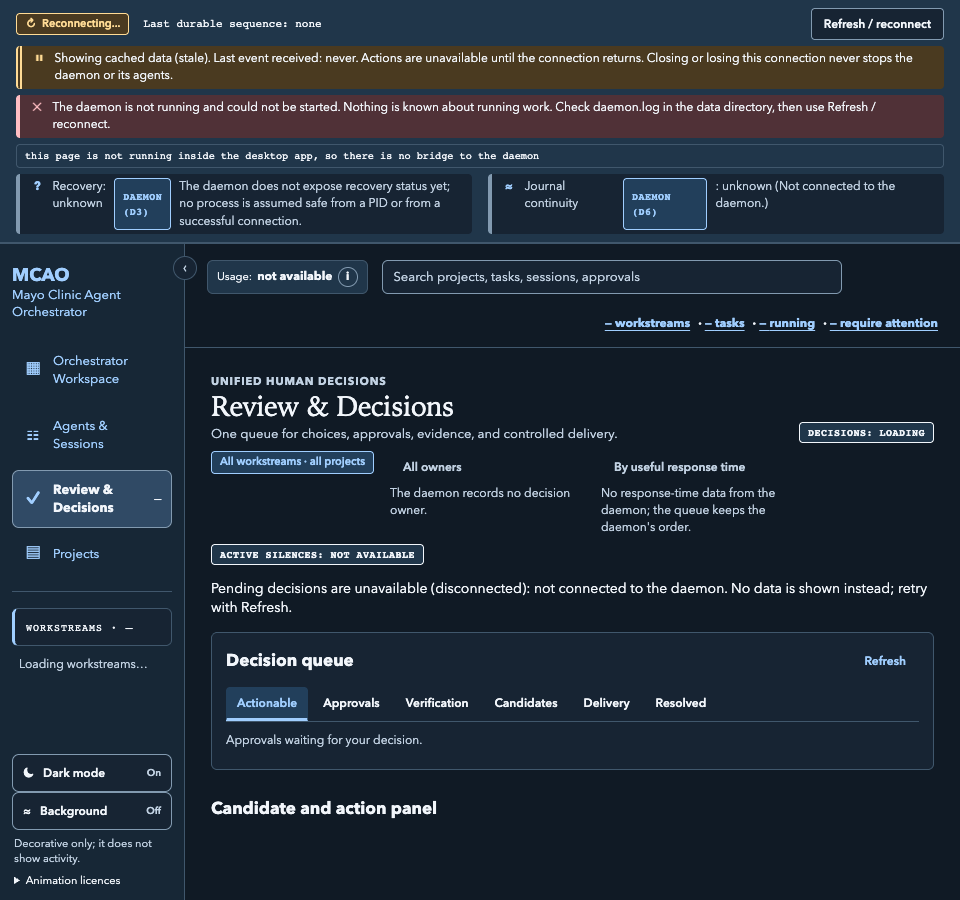 Reconnecting...
Last durable sequence: none
Refresh / reconnect
Showing cached data (stale). Last event received: never. Actions are unavailable until the connection returns. Closing or losing this connection never stops the
daemon or its agents.
The daemon is not running and could not be started. Nothing is known about running work. Check daemon.log in the data directory, then use Refresh /
reconnect.
this page is not running inside the desktop app, so there is no bridge to the daemon
? Recovery:
unknown
DAEMON
(D3)
The daemon does not expose recovery status yet;
no process is assumed safe from a PID or from a
successful connection.
≈ Journal
continuity
DAEMON
(D6)
: unknown (Not connected to the
daemon.)
MCAO
Mayo Clinic Agent
Orchestrator
‹
Usage: not available i
Search projects, tasks, sessions, approvals
– workstreams • – tasks • – running • – require attention
Orchestrator
Workspace
Agents &
Sessions
Review &
Decisions
–
Projects
WORKSTREAMS • –
Loading workstreams…
Dark mode On
≈ Background Off
Decorative only; it does not
show activity.
Animation licences
UNIFIED HUMAN DECISIONS
Review & Decisions
One queue for choices, approvals, evidence, and controlled delivery.
DECISIONS: LOADING
All workstreams · all projects
All owners
The daemon records no decision
owner.
By useful response time
No response-time data from the
daemon; the queue keeps the
daemon's order.
ACTIVE SILENCES: NOT AVAILABLE
Pending decisions are unavailable (disconnected): not connected to the daemon. No data is shown instead; retry
with Refresh.
Decision queue
Refresh
Actionable Approvals Verification Candidates Delivery Resolved
Approvals waiting for your decision.
Candidate and action panel